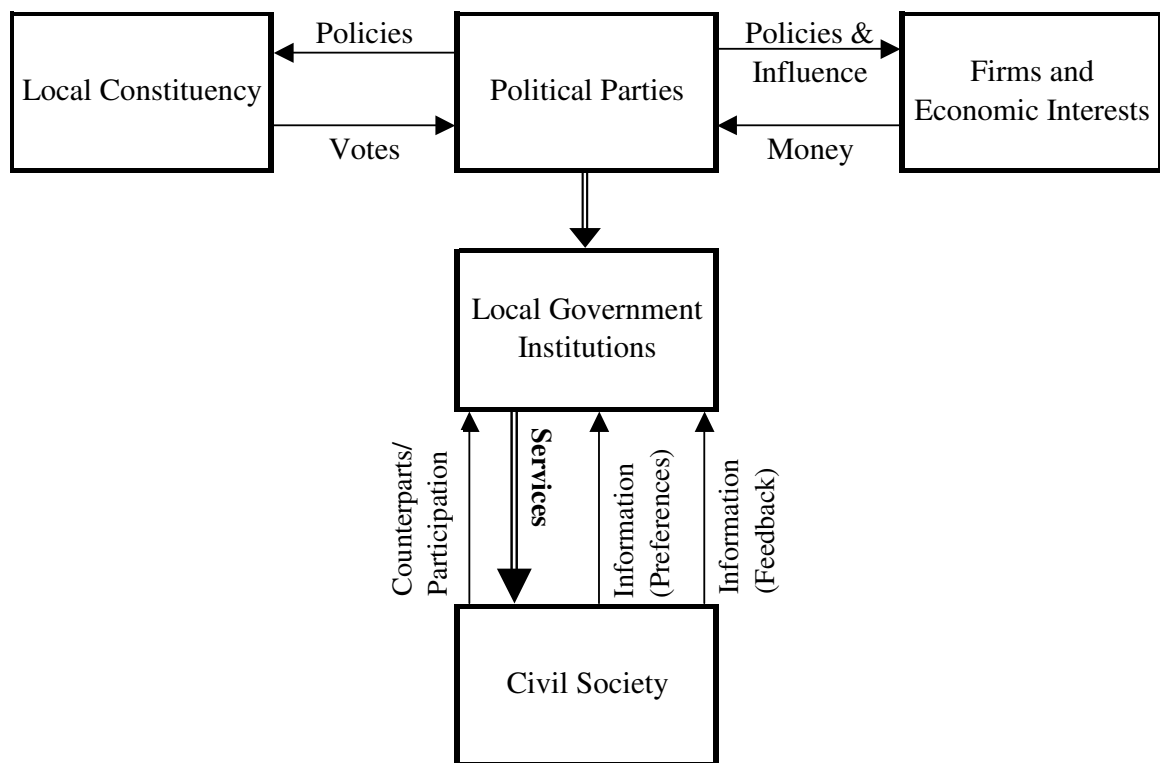 Policies
Policies &
Influence
Local Constituency
Political Parties
Firms and
Economic Interests
Votes
Money
Local Government
Institutions
Counterparts/
Participation
Services
Information
(Preferences)
Information
(Feedback)
Civil Society